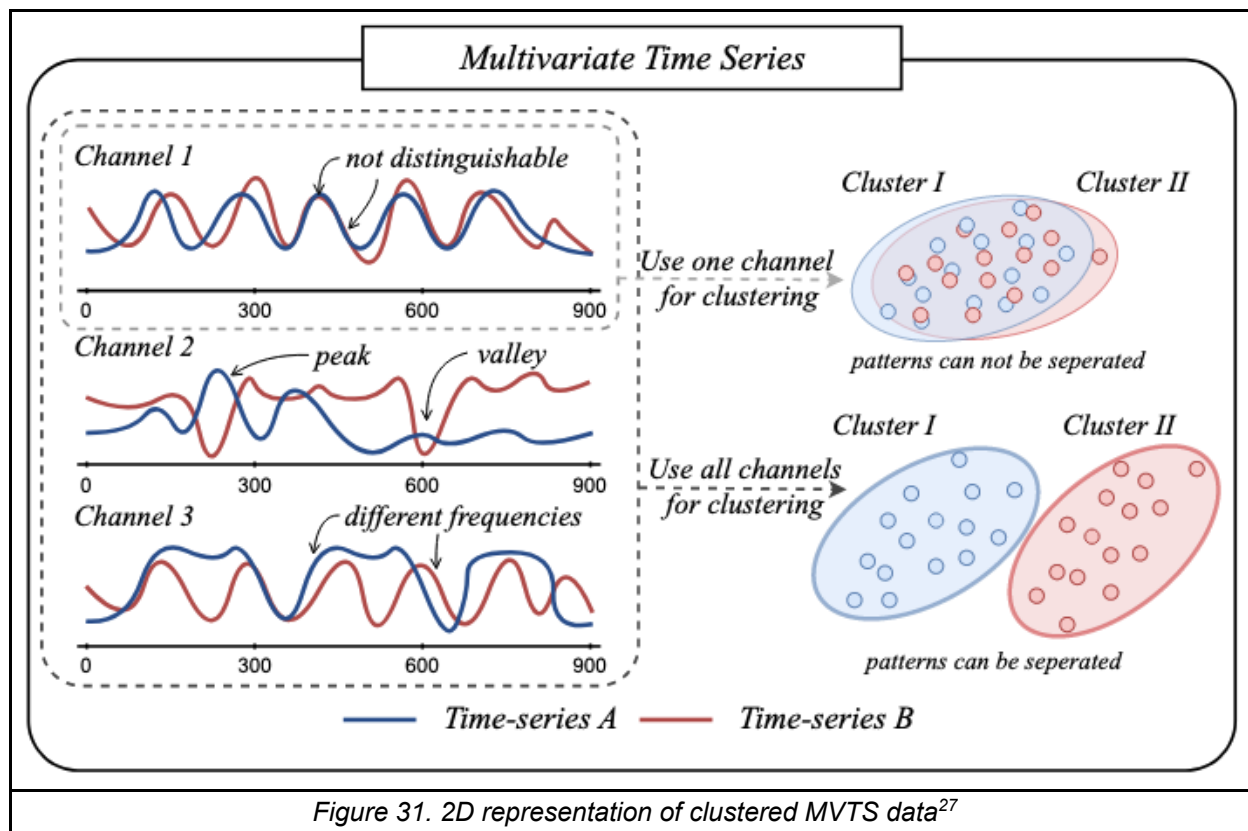 Multivariate Time Series
Channel 1
not distinguishable
0 300 600 900
Channel 2
peak
valley
0 300 600 900
Channel 3
different frequencies
0 300 600 900
Use one channel
for clustering
Cluster I
Cluster II
patterns can not be seperated
Use all channels
for clustering
Cluster I
Cluster II
patterns can be seperated
Time-series A
Time-series B
Figure 31. 2D representation of clustered MVTS data27